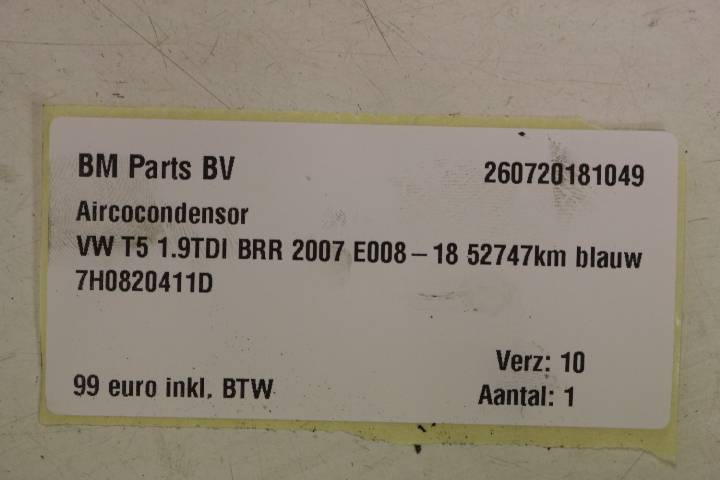 BM Parts BV 260720181049
Aircocondensor
VW T5 1.9TDI BRR 2007 E008-18 52747km blauw
7H0820411D
Verz: 10
99 euro inkl. BTW Aantal: 1